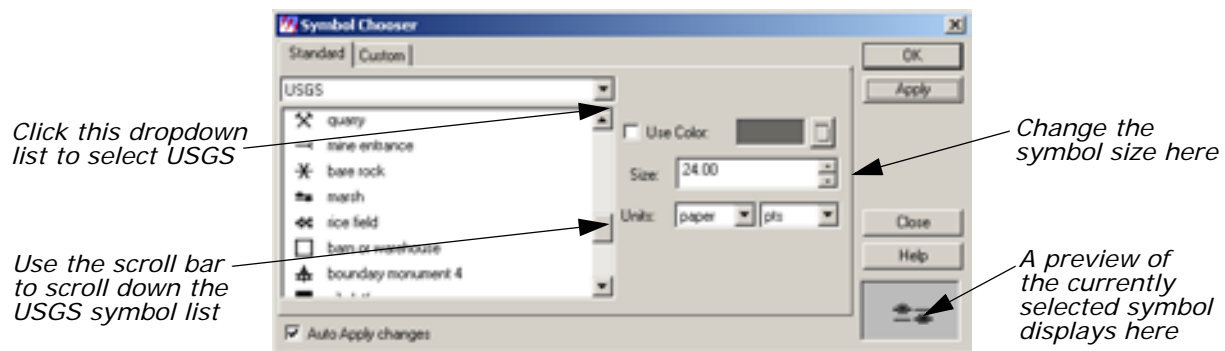 Symbol Chooser
Standard
Custom
OK
USGS
Apply
quarry
mine entrance
bare rock
marsh
rice field
barn or warehouse
boundary monument 4
Use Color:
Size:
24.00
Units:
paper
pts
Close
Help
Auto Apply changes
Click this dropdown
list to select USGS
Use the scroll bar
to scroll down the
USGS symbol list
Change the
symbol size here
A preview of
the currently
selected symbol
displays here